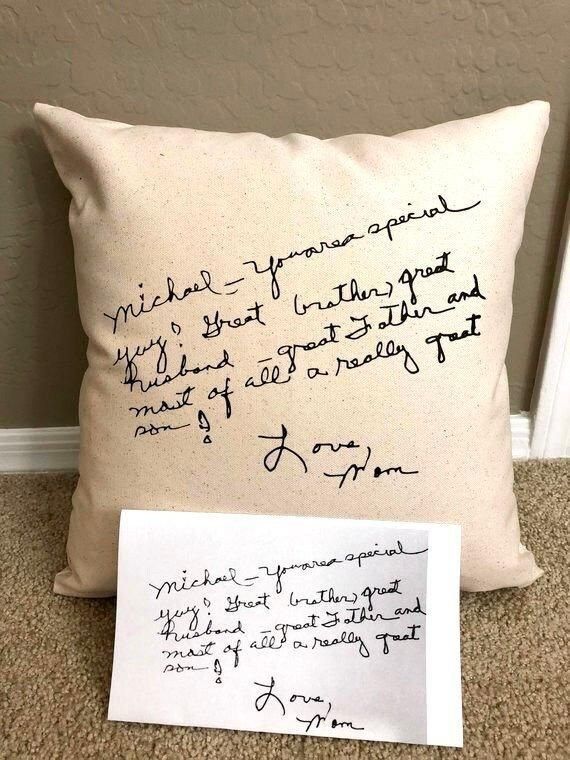 Michael – You are a special
guy! Great brother, great
husband – great Father and
most of all a really great
son!
Love,
Mom
Michael – You are a special
guy! Great brother, great
husband – great Father and
most of all a really great
son!
Love,
Mom